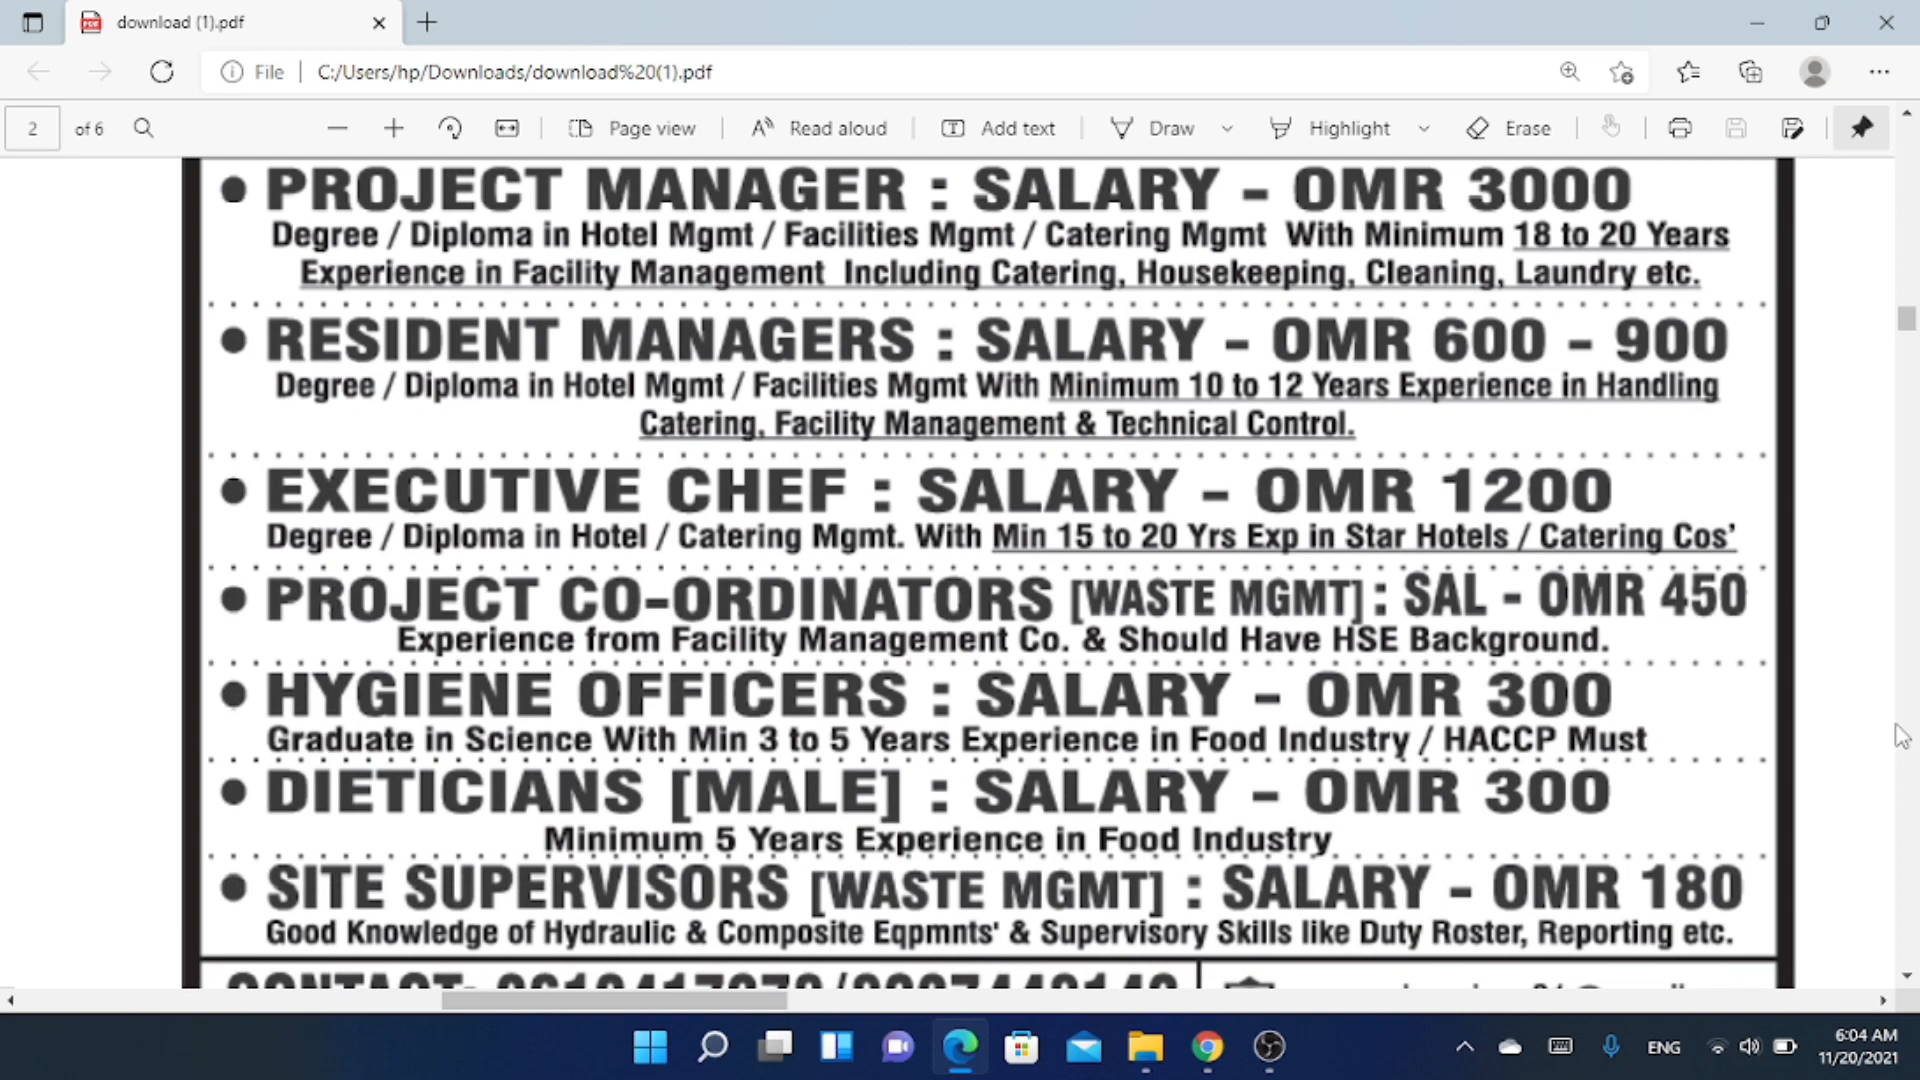 download (1).pdf
File
C:/Users/hp/Downloads/download%20(1).pdf
2 of 6
Page view
Read aloud
Add text
Draw
Highlight
Erase
• PROJECT MANAGER : SALARY - OMR 3000
Degree / Diploma in Hotel Mgmt / Facilities Mgmt / Catering Mgmt With Minimum 18 to 20 Years
Experience in Facility Management Including Catering, Housekeeping, Cleaning, Laundry etc.
• RESIDENT MANAGERS : SALARY - OMR 600 - 900
Degree / Diploma in Hotel Mgmt / Facilities Mgmt With Minimum 10 to 12 Years Experience in Handling
Catering, Facility Management & Technical Control.
• EXECUTIVE CHEF : SALARY - OMR 1200
Degree / Diploma in Hotel / Catering Mgmt. With Min 15 to 20 Yrs Exp in Star Hotels / Catering Cos’
• PROJECT CO-ORDINATORS [WASTE MGMT] : SAL - OMR 450
Experience from Facility Management Co. & Should Have HSE Background.
• HYGIENE OFFICERS : SALARY - OMR 300
Graduate in Science With Min 3 to 5 Years Experience in Food Industry / HACCP Must
• DIETICIANS [MALE] : SALARY - OMR 300
Minimum 5 Years Experience in Food Industry
• SITE SUPERVISORS [WASTE MGMT] : SALARY - OMR 180
Good Knowledge of Hydraulic & Composite Eqpmnts' & Supervisory Skills like Duty Roster, Reporting etc.
CONTACT:
ENG
6:04 AM
11/20/2021